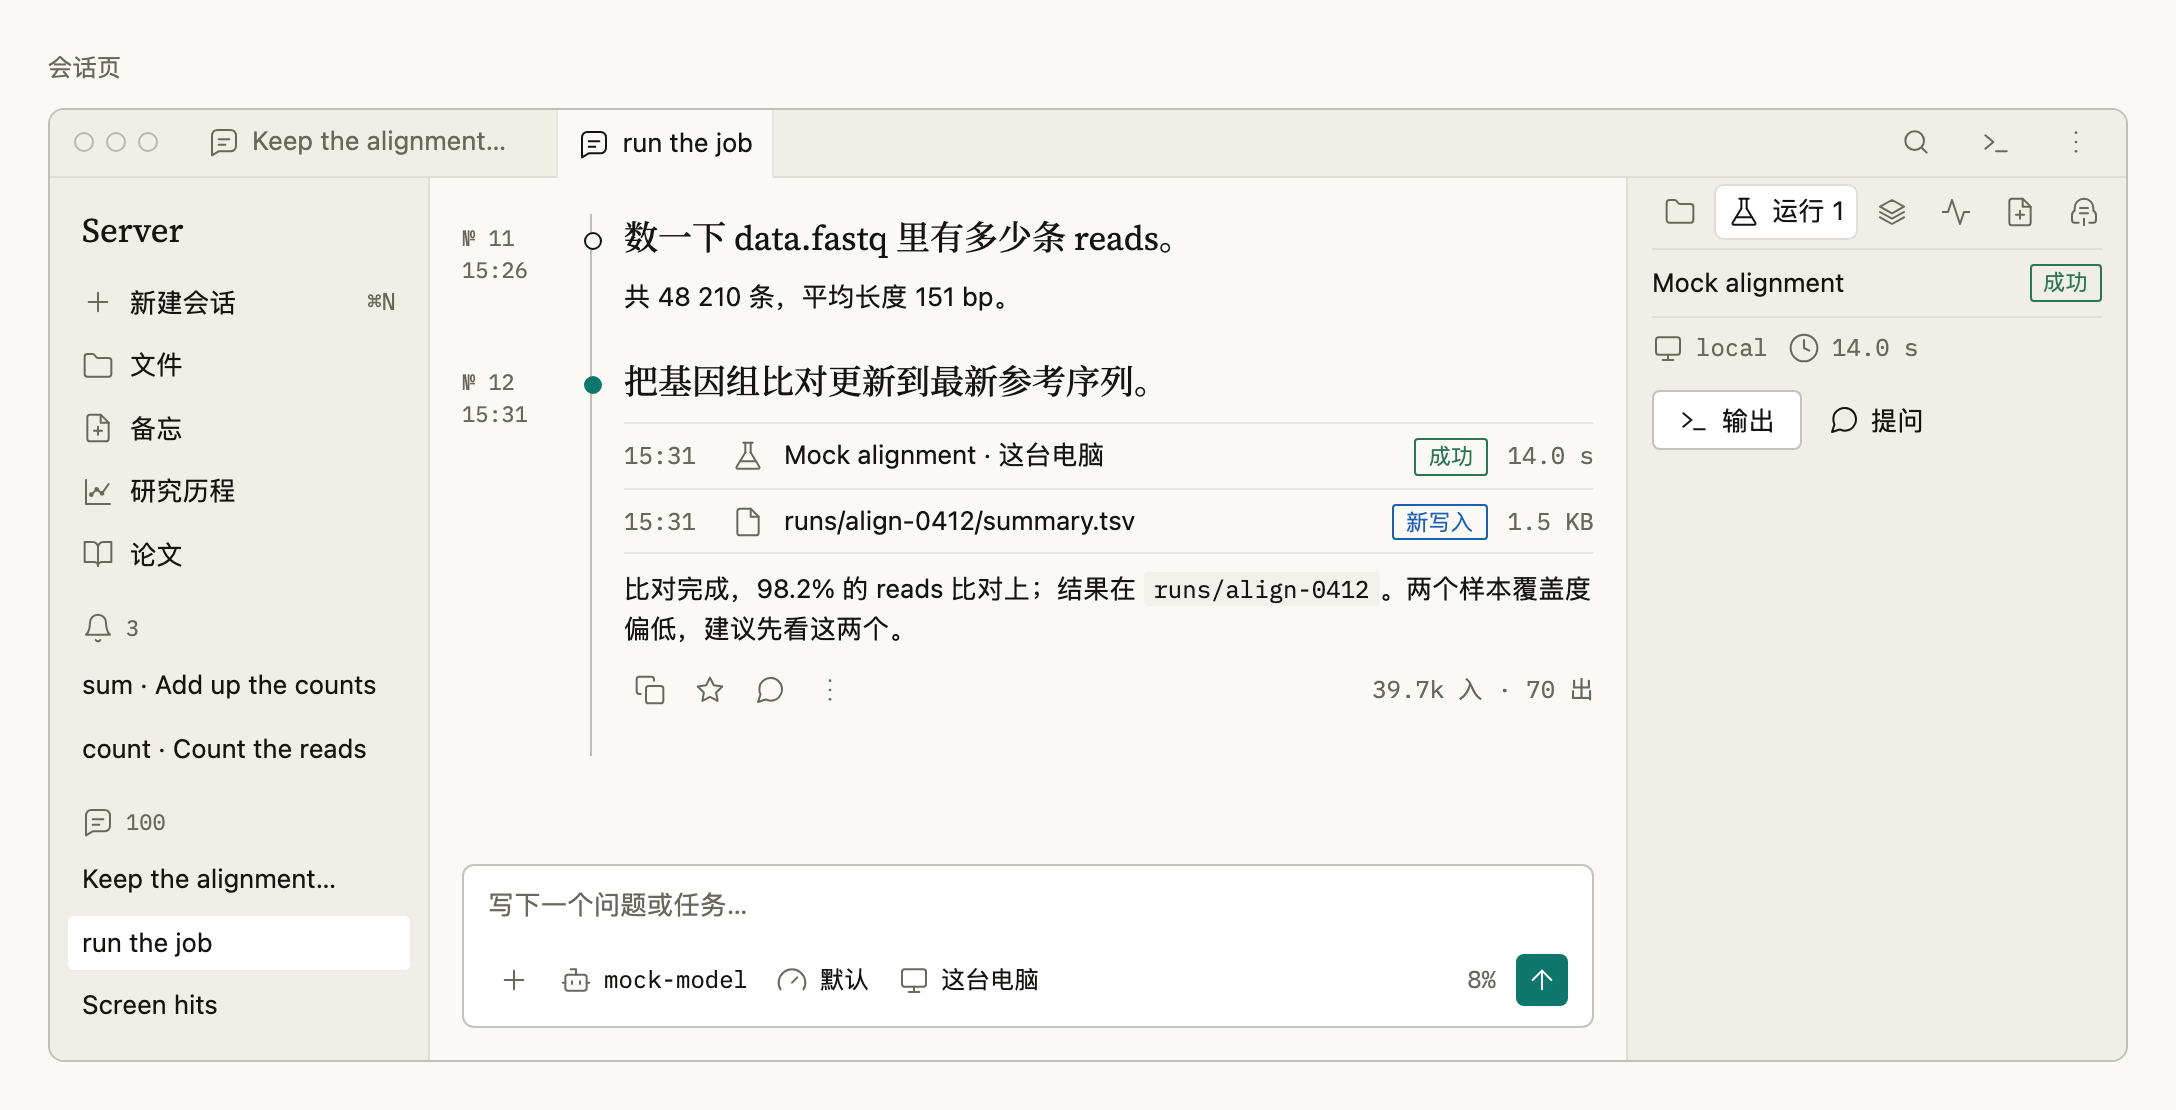 会话页
Keep the alignment...
run the job
Server
新建会话 ⌘N
文件
备忘
研究历程
论文
3
sum · Add up the counts
count · Count the reads
100
Keep the alignment...
run the job
Screen hits
№ 11
15:26
数一下 data.fastq 里有多少条 reads。
共 48 210 条，平均长度 151 bp。
№ 12
15:31
把基因组比对更新到最新参考序列。
15:31 Mock alignment · 这台电脑 成功 14.0 s
15:31 runs/align-0412/summary.tsv 新写入 1.5 KB
比对完成，98.2% 的 reads 比对上；结果在 runs/align-0412 。两个样本覆盖度
偏低，建议先看这两个。
39.7k 入 · 70 出
写下一个问题或任务...
mock-model 默认 这台电脑 8%
运行 1
Mock alignment 成功
local 14.0 s
输出 提问